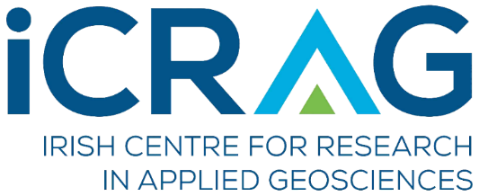 iCRAG
IRISH CENTRE FOR RESEARCH
IN APPLIED GEOSCIENCES